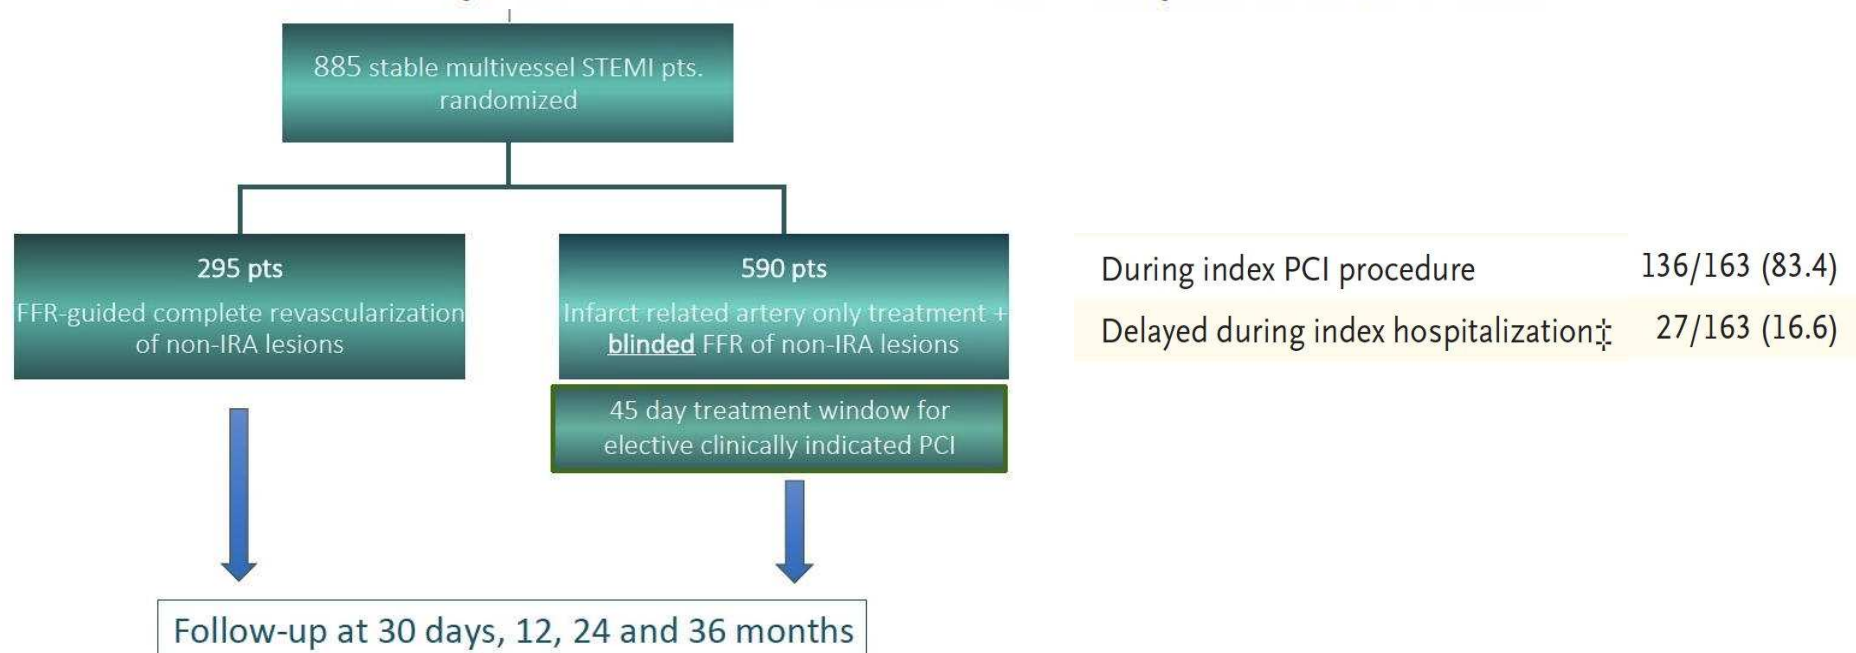 885 stable multivessel STEMI pts.
randomized
295 pts
FFR-guided complete revascularization
of non-IRA lesions
590 pts
Infarct related artery only treatment +
blinded FFR of non-IRA lesions
45 day treatment window for
elective clinically indicated PCI
During index PCI procedure 136/163 (83.4)
Delayed during index hospitalization‡ 27/163 (16.6)
Follow-up at 30 days, 12, 24 and 36 months